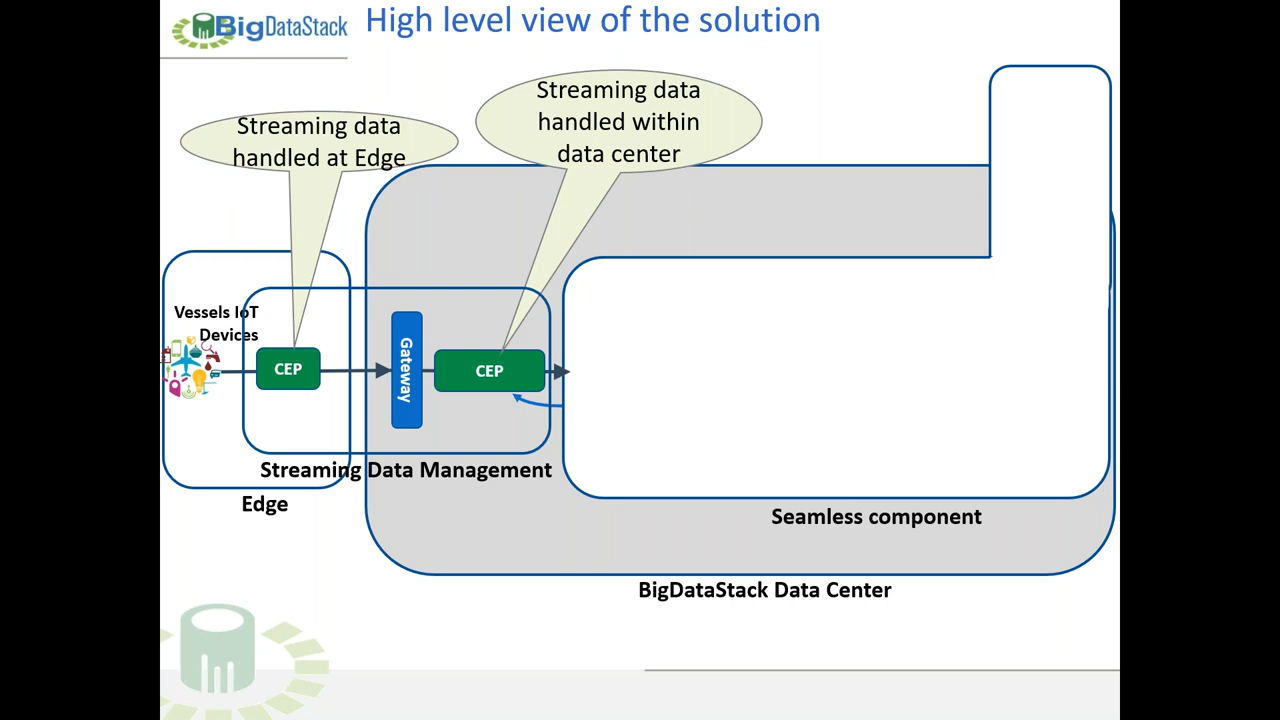 BigDataStack
High level view of the solution
Streaming data
handled at Edge
Streaming data
handled within
data center
Vessels IoT
Devices
CEP
Gateway
CEP
Streaming Data Management
Edge
Seamless component
BigDataStack Data Center